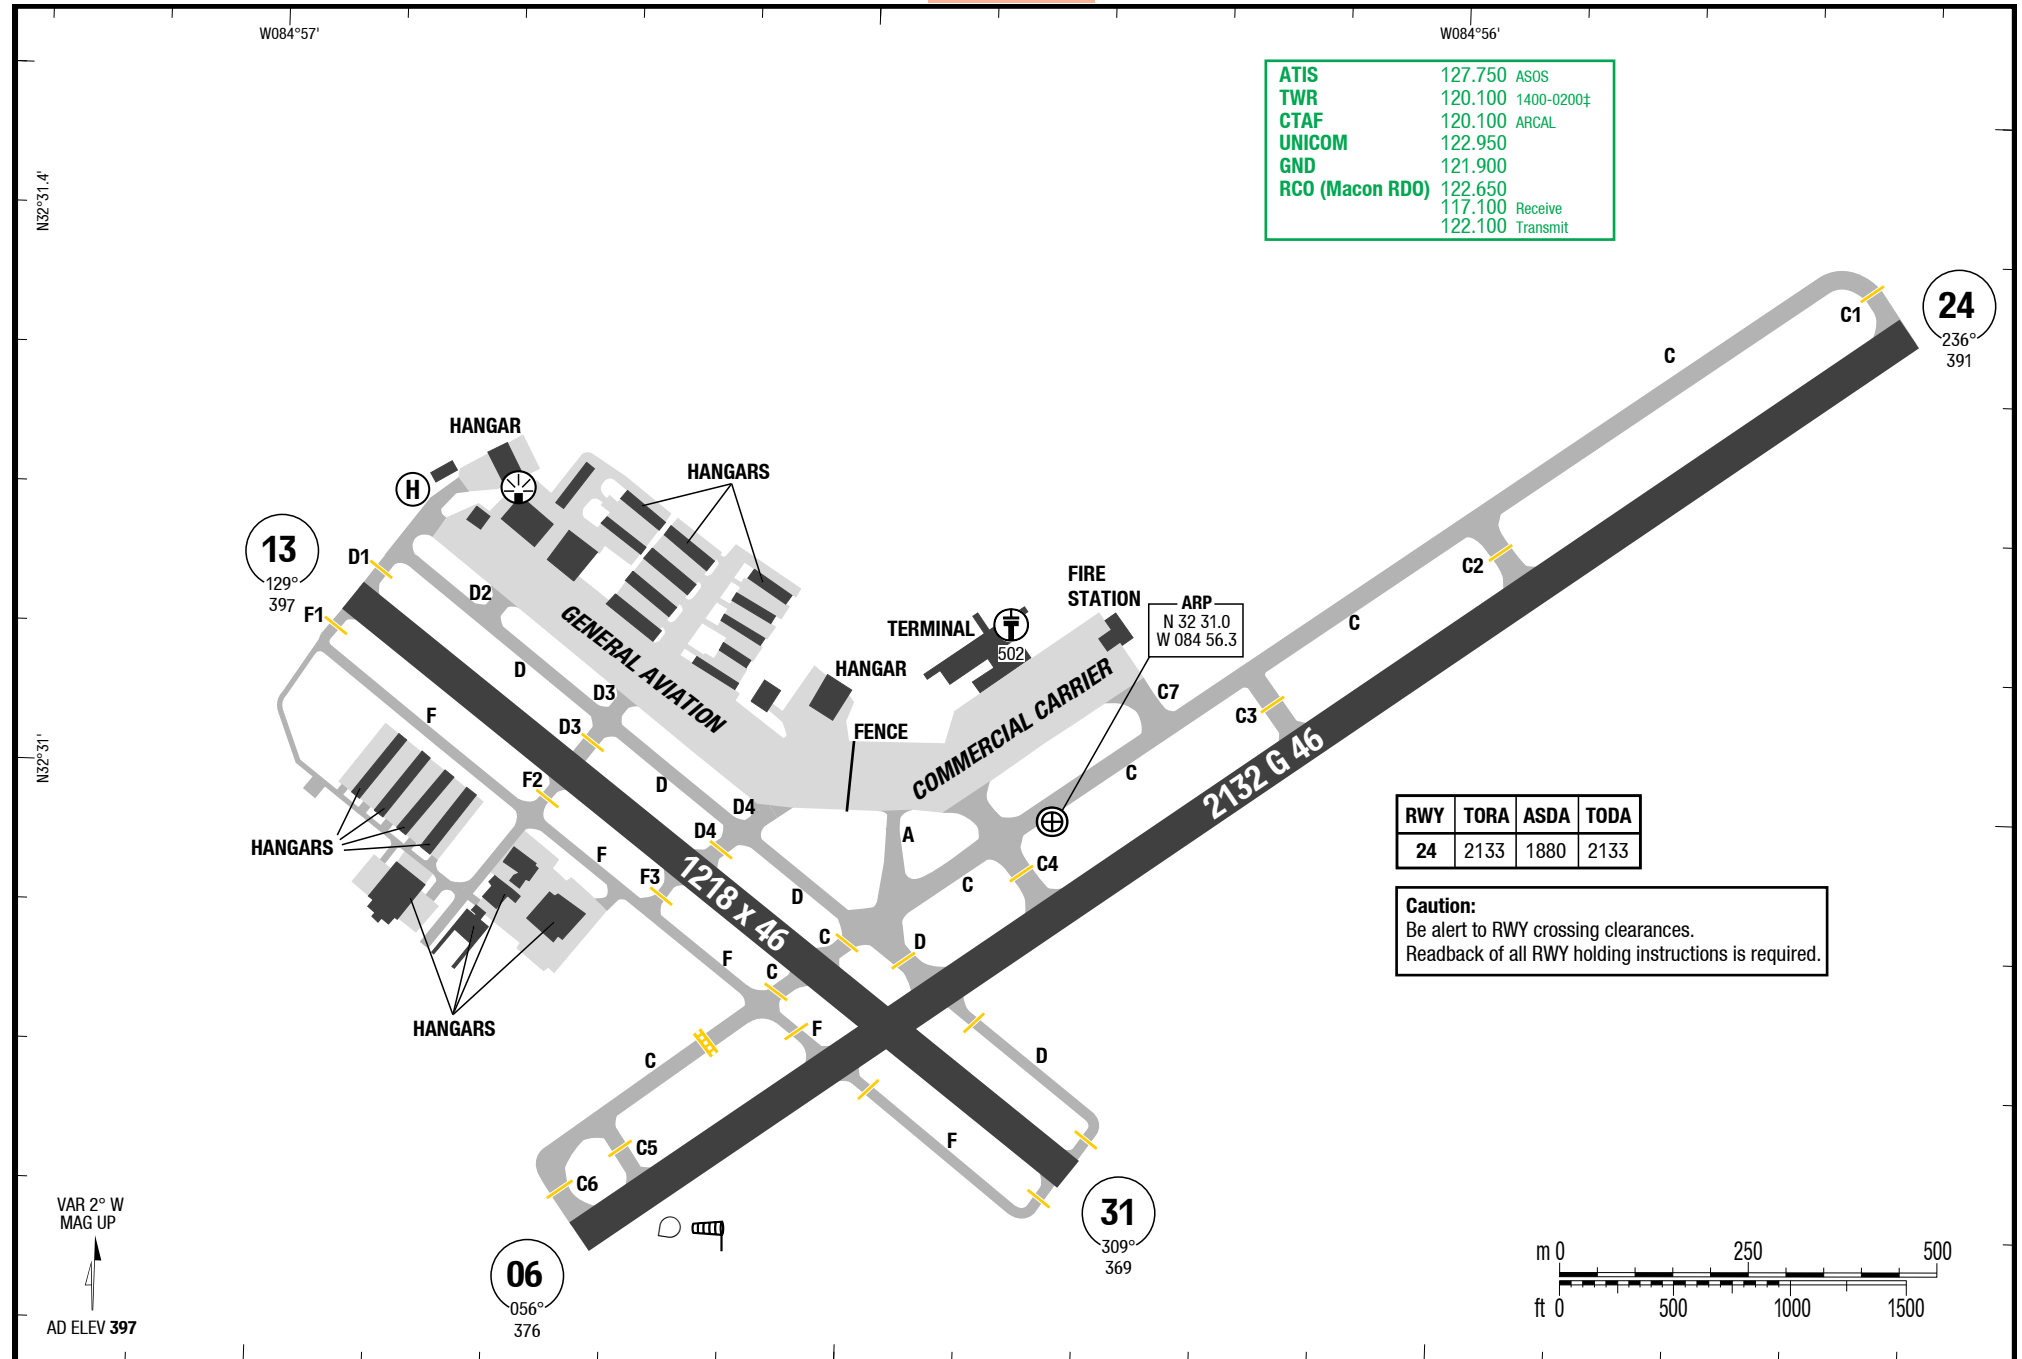 W084°57'
W084°56'
ATIS 127.750 ASOS
TWR 120.100 1400-0200‡
CTAF 120.100 ARCAL
UNICOM 122.950
GND 121.900
RCO (Macon RDO) 122.650
117.100 Receive
122.100 Transmit
N32°31.4'
24
236°
391
C1
C
HANGAR
HANGARS
H
13
129°
397
D1
F1
D2
C2
FIRE
STATION
ARP
N 32 31.0
W 084 56.3
TERMINAL
502
GENERAL AVIATION
HANGAR
C
D
D3
C7
C3
F
D3
FENCE
COMMERCIAL CARRIER
N32°31'
F2
D
C
2132 G 46
D4
D4
A
HANGARS
F
F3
C4
C
1218 x 46
D
RWY TORA ASDA TODA
24 2133 1880 2133
Caution:
Be alert to RWY crossing clearances.
Readback of all RWY holding instructions is required.
C
D
F
C
HANGARS
F
C
D
F
C5
C6
VAR 2° W
MAG UP
AD ELEV 397
06
056°
376
31
309°
369
m 0 250 500
ft 0 500 1000 1500